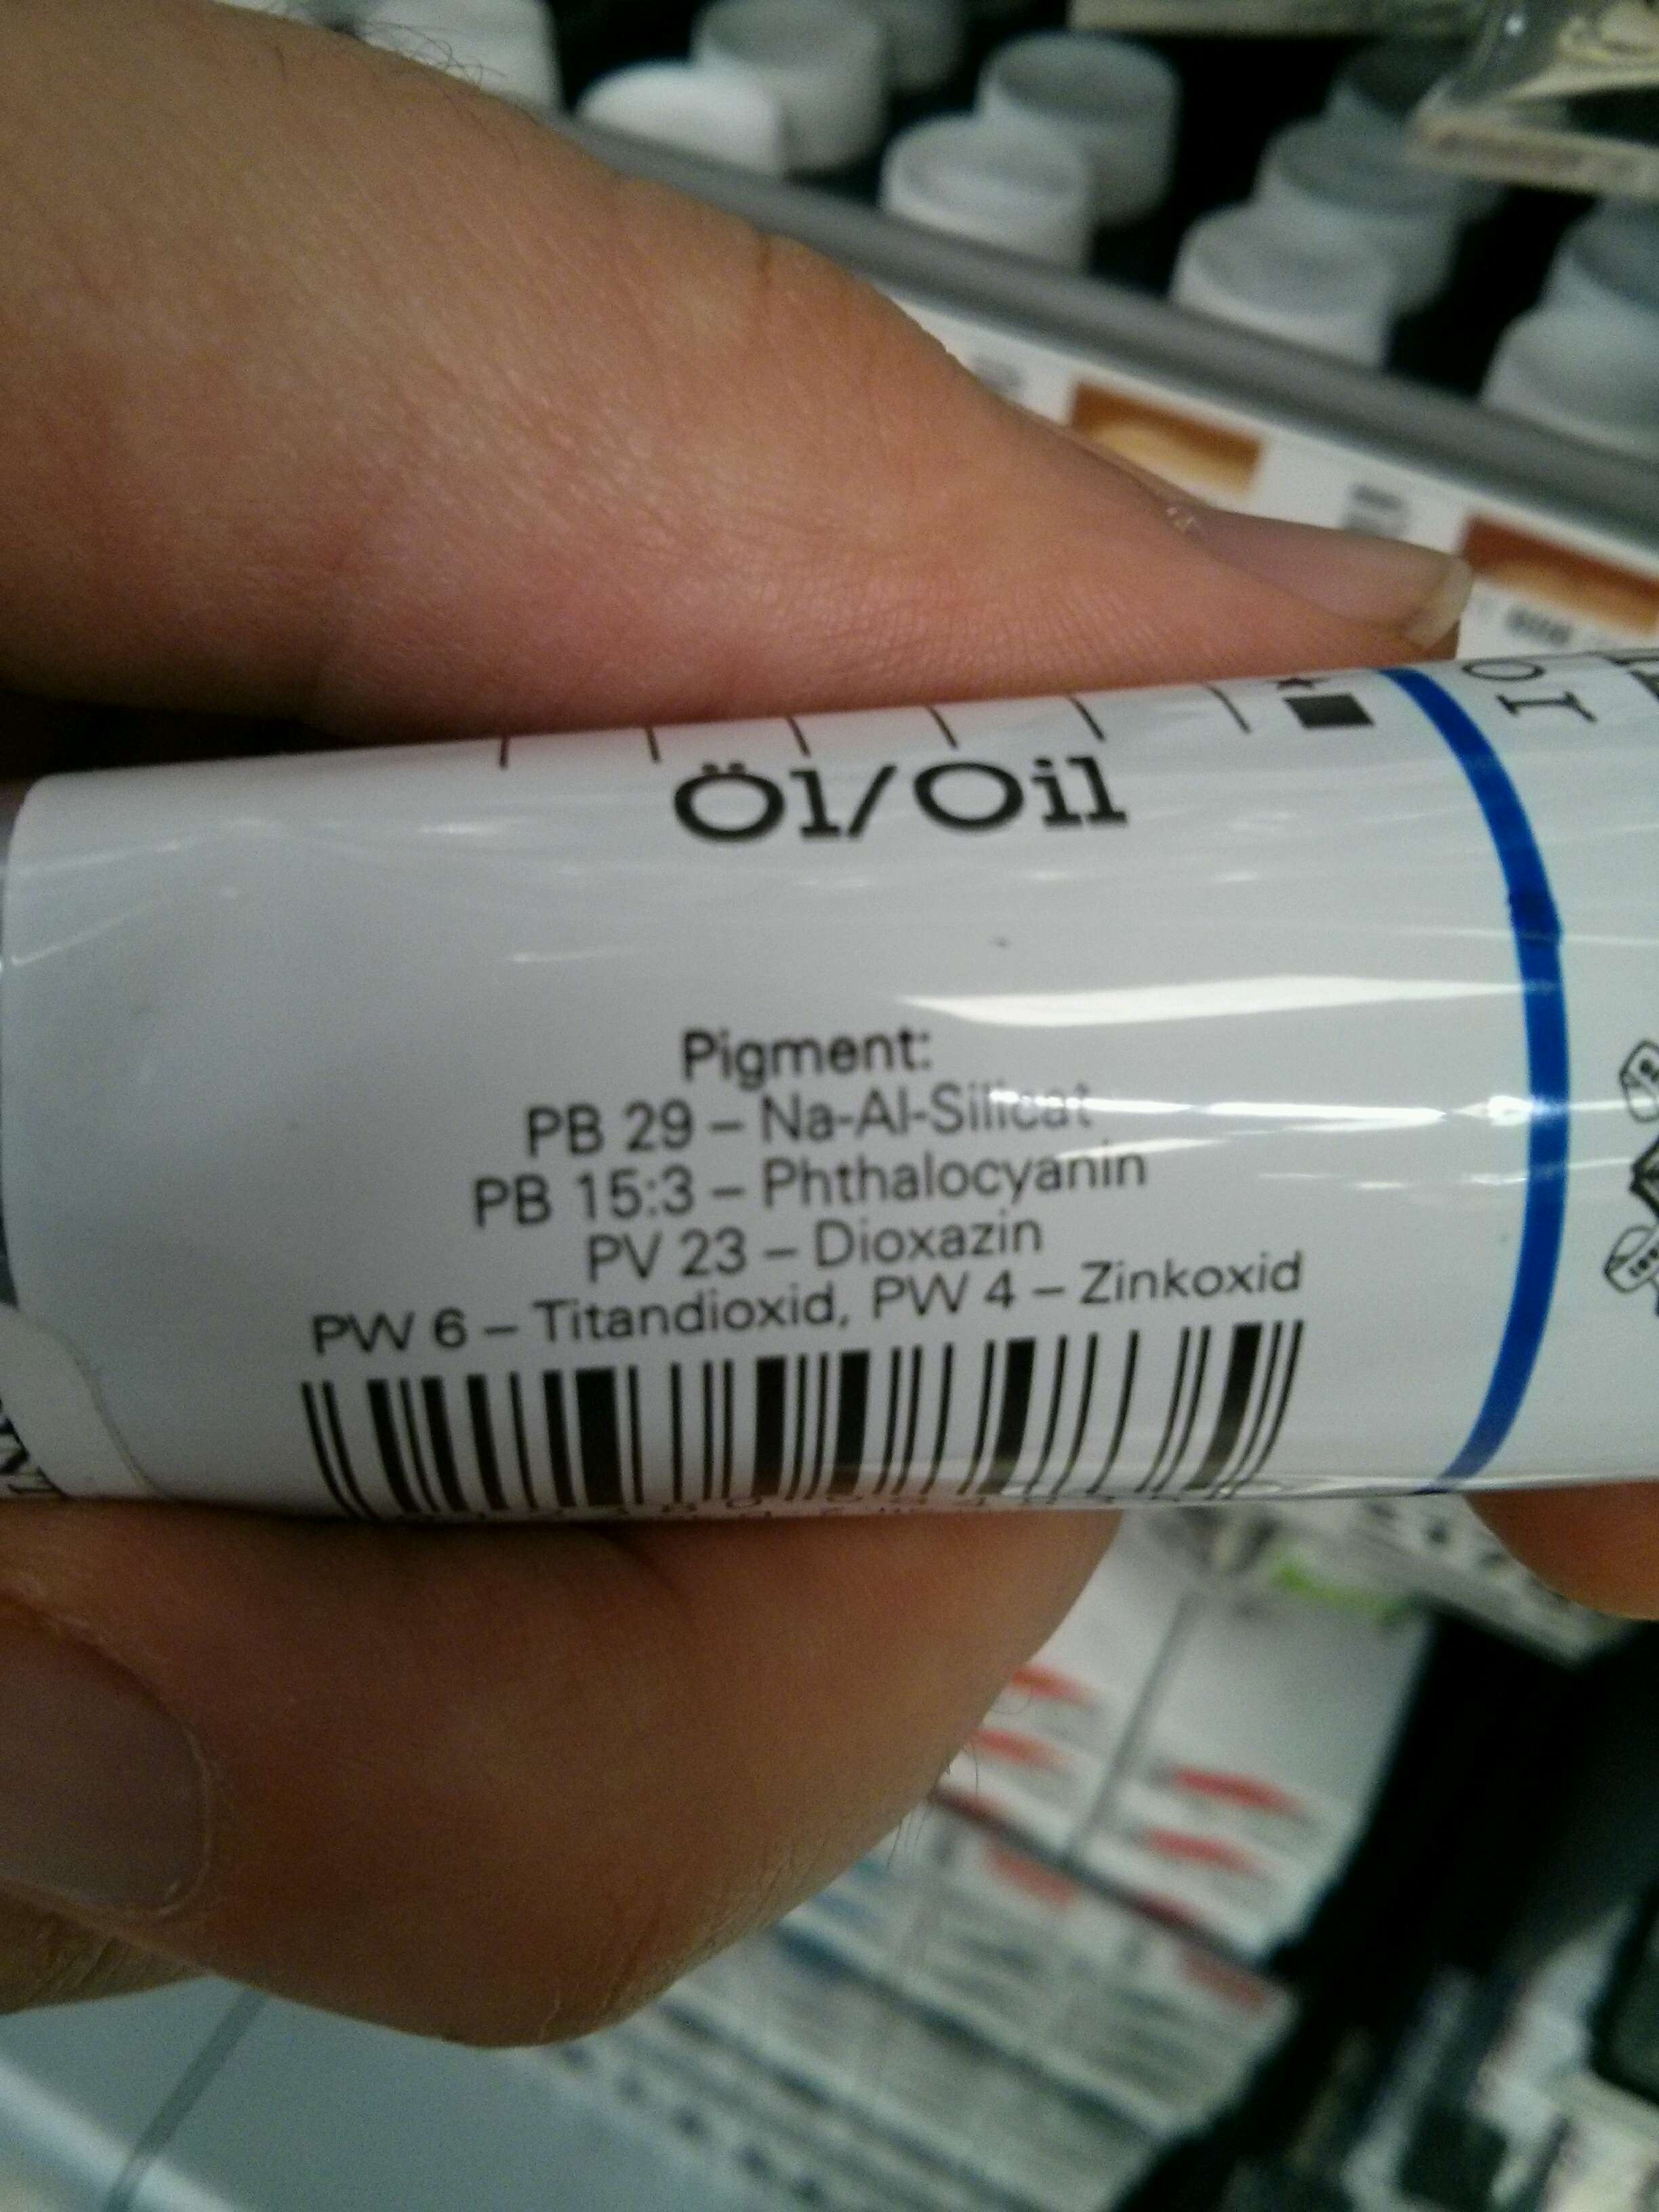 Öl/Oil
Pigment:
PB 29 – Na-Al-Silicat
PB 15:3 – Phthalocyanin
PV 23 – Dioxazin
PW 6 – Titandioxid, PW 4 – Zinkoxid